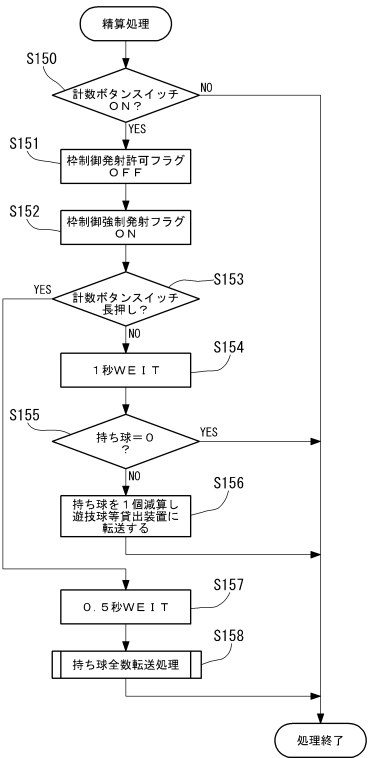 精算処理
S150
計数ボタンスイッチ
ON?
NO
YES
S151
枠制御発射許可フラグ
OFF
S152
枠制御強制発射フラグ
ON
S153
計数ボタンスイッチ
長押し?
YES
NO
S154
1秒WEIT
S155
持ち球=0
?
YES
NO
S156
持ち球を1個減算し
遊技球等貸出装置に
転送する
S157
0.5秒WEIT
S158
持ち球全数転送処理
処理終了